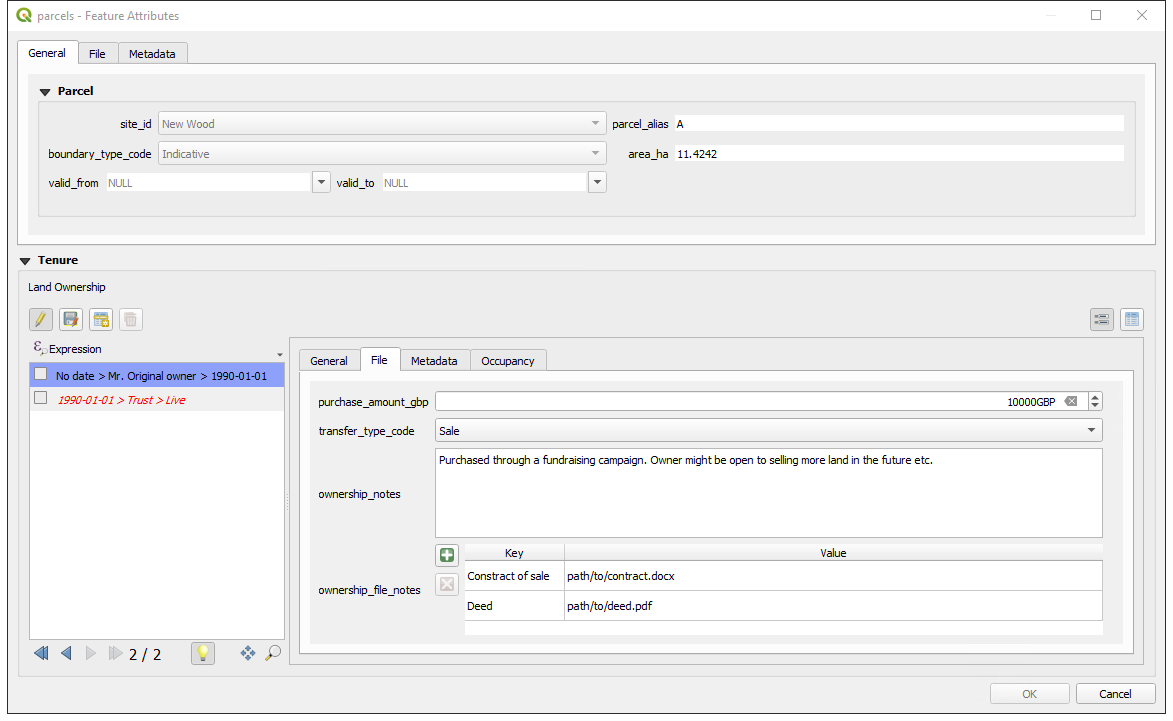 parcels - Feature Attributes
General File Metadata
Parcel
site_id New Wood parcel_alias A
boundary_type_code Indicative area_ha 11.4242
valid_from NULL valid_to NULL
Tenure
Land Ownership
Expression
No date > Mr. Original owner > 1990-01-01
1990-01-01 > Trust > Live
2 / 2
General File Metadata Occupancy
purchase_amount_gbp 10000GBP
transfer_type_code Sale
ownership_notes Purchased through a fundraising campaign. Owner might be open to selling more land in the future etc.
ownership_file_notes
Key Value
Constract of sale path/to/contract.docx
Deed path/to/deed.pdf
OK Cancel